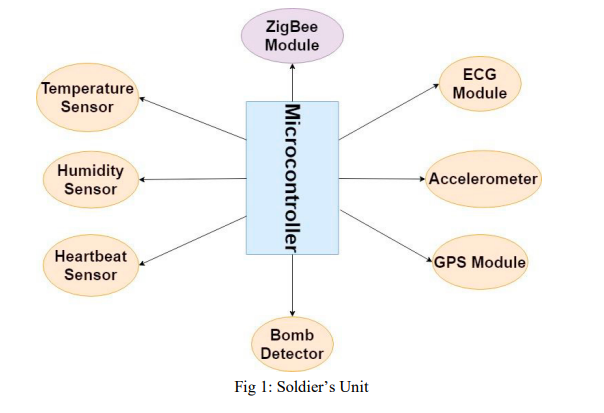 ZigBee
Module
Temperature
Sensor
ECG
Module
Humidity
Sensor
Microcontroller
Accelerometer
Heartbeat
Sensor
GPS Module
Bomb
Detector
Fig 1: Soldier’s Unit